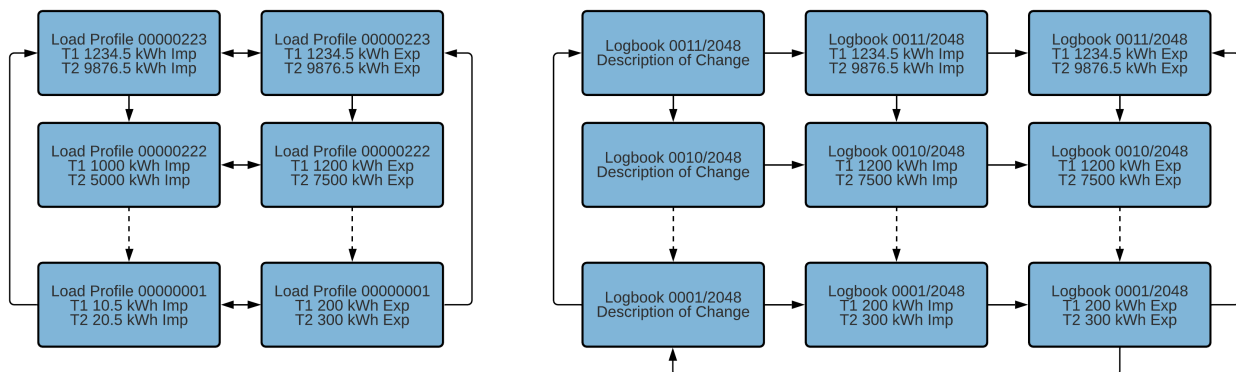 Load Profile 00000223
T1 1234.5 kWh Imp
T2 9876.5 kWh Imp
Load Profile 00000223
T1 1234.5 kWh Exp
T2 9876.5 kWh Exp
Logbook 0011/2048
Description of Change
Logbook 0011/2048
T1 1234.5 kWh Imp
T2 9876.5 kWh Imp
Logbook 0011/2048
T1 1234.5 kWh Exp
T2 9876.5 kWh Exp
Load Profile 00000222
T1 1000 kWh Imp
T2 5000 kWh Imp
Load Profile 00000222
T1 1200 kWh Exp
T2 7500 kWh Exp
Logbook 0010/2048
Description of Change
Logbook 0010/2048
T1 1200 kWh Imp
T2 7500 kWh Imp
Logbook 0010/2048
T1 1200 kWh Exp
T2 7500 kWh Exp
Load Profile 00000001
T1 10.5 kWh Imp
T2 20.5 kWh Imp
Load Profile 00000001
T1 200 kWh Exp
T2 300 kWh Exp
Logbook 0001/2048
Description of Change
Logbook 0001/2048
T1 200 kWh Imp
T2 300 kWh Imp
Logbook 0001/2048
T1 200 kWh Exp
T2 300 kWh Exp